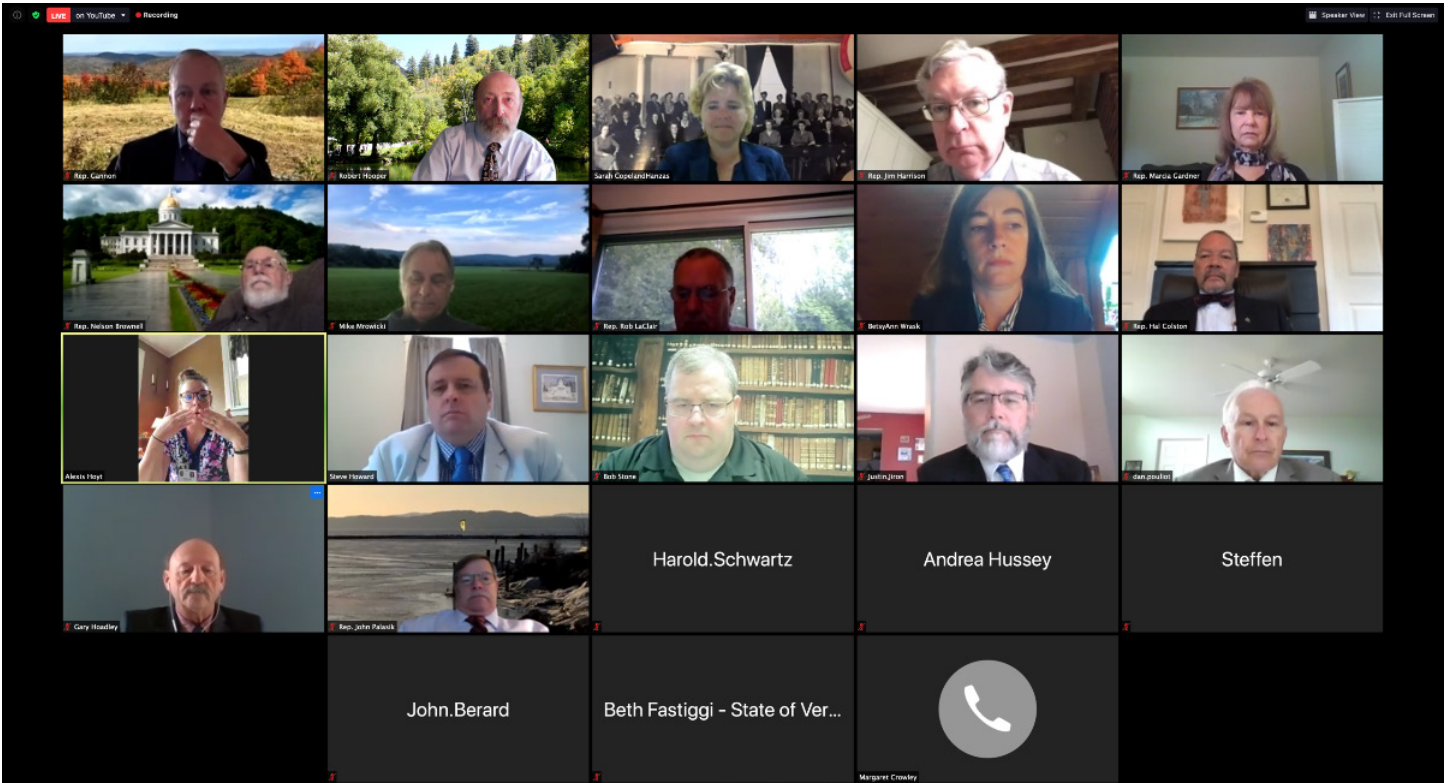 LIVE on YouTube Recording
Speaker View Exit Full Screen
Rep. Gannon
Robert Hooper
Sarah CopelandHanzas
Rep. Jim Harrison
Rep. Marcia Gardner
Rep. Nelson Brownell
Mike Mrowicki
Rep. Rob LaClair
BetsyAnn Wrask
Rep. Hal Colston
Alexis Hoyt
Steve Howard
Bob Stone
Justin.Jiron
dan.pouliot
Gary Hoadley
Rep. John Palasik
Harold.Schwartz
Andrea Hussey
Steffen
John.Berard
Beth Fastiggi - State of Ver...
Margaret Crowley